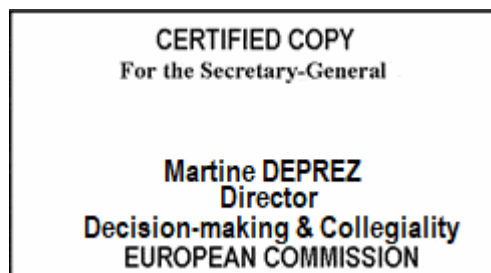 CERTIFIED COPY
For the Secretary-General
Martine DEPREZ
Director
Decision-making & Collegiality
EUROPEAN COMMISSION